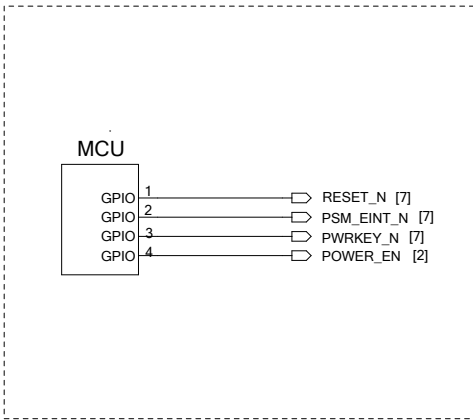 MCU
GPIO 1 RESET_N [7]
GPIO 2 PSM_EINT_N [7]
GPIO 3 PWRKEY_N [7]
GPIO 4 POWER_EN [2]